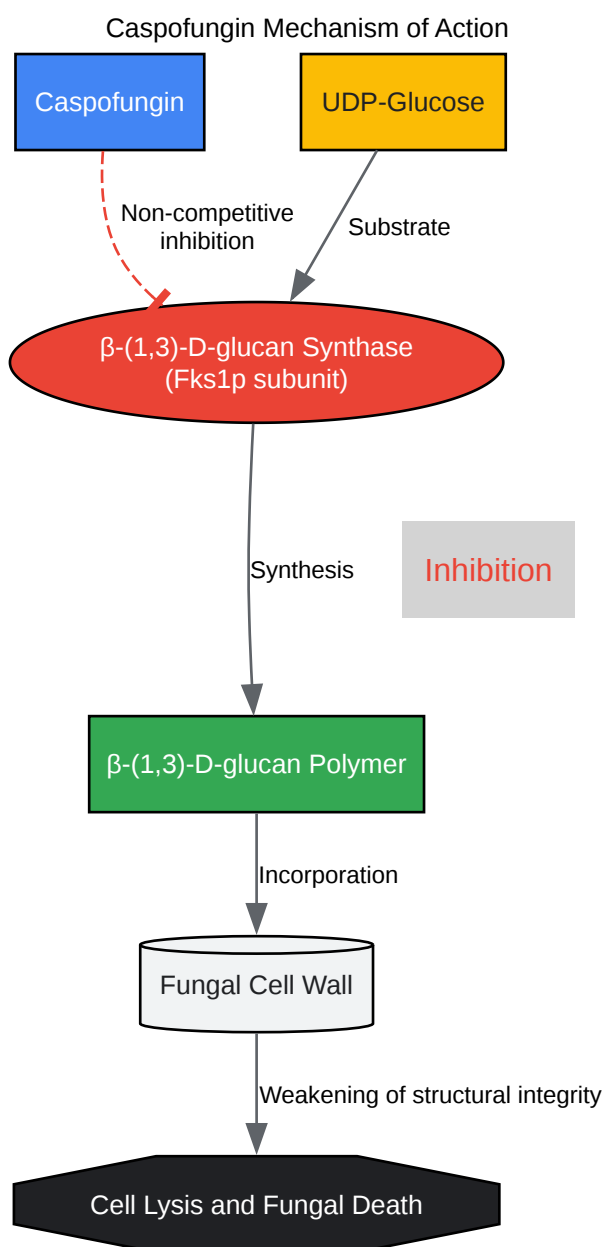 Caspofungin Mechanism of Action
Caspofungin
UDP-Glucose
Non-competitive
inhibition
Substrate
β-(1,3)-D-glucan Synthase
(Fks1p subunit)
Synthesis
Inhibition
β-(1,3)-D-glucan Polymer
Incorporation
Fungal Cell Wall
Weakening of structural integrity
Cell Lysis and Fungal Death